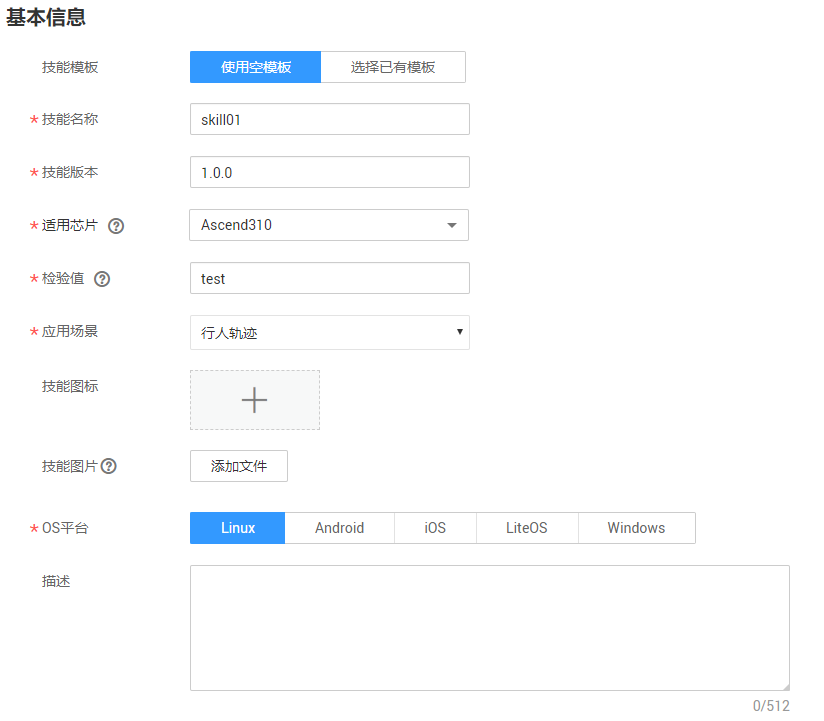 基本信息
技能模板 使用空模板 选择已有模板
* 技能名称 skill01
* 技能版本 1.0.0
* 适用芯片 ? Ascend310
* 检验值 ? test
* 应用场景 行人轨迹
技能图标
技能图片 ? 添加文件
* OS平台 Linux Android iOS LiteOS Windows
描述
0/512